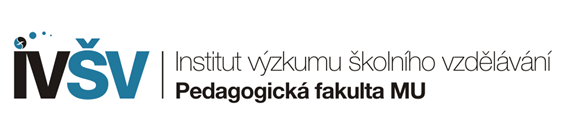 IVŠV
Institut výzkumu školního vzdělávání
Pedagogická fakulta MU